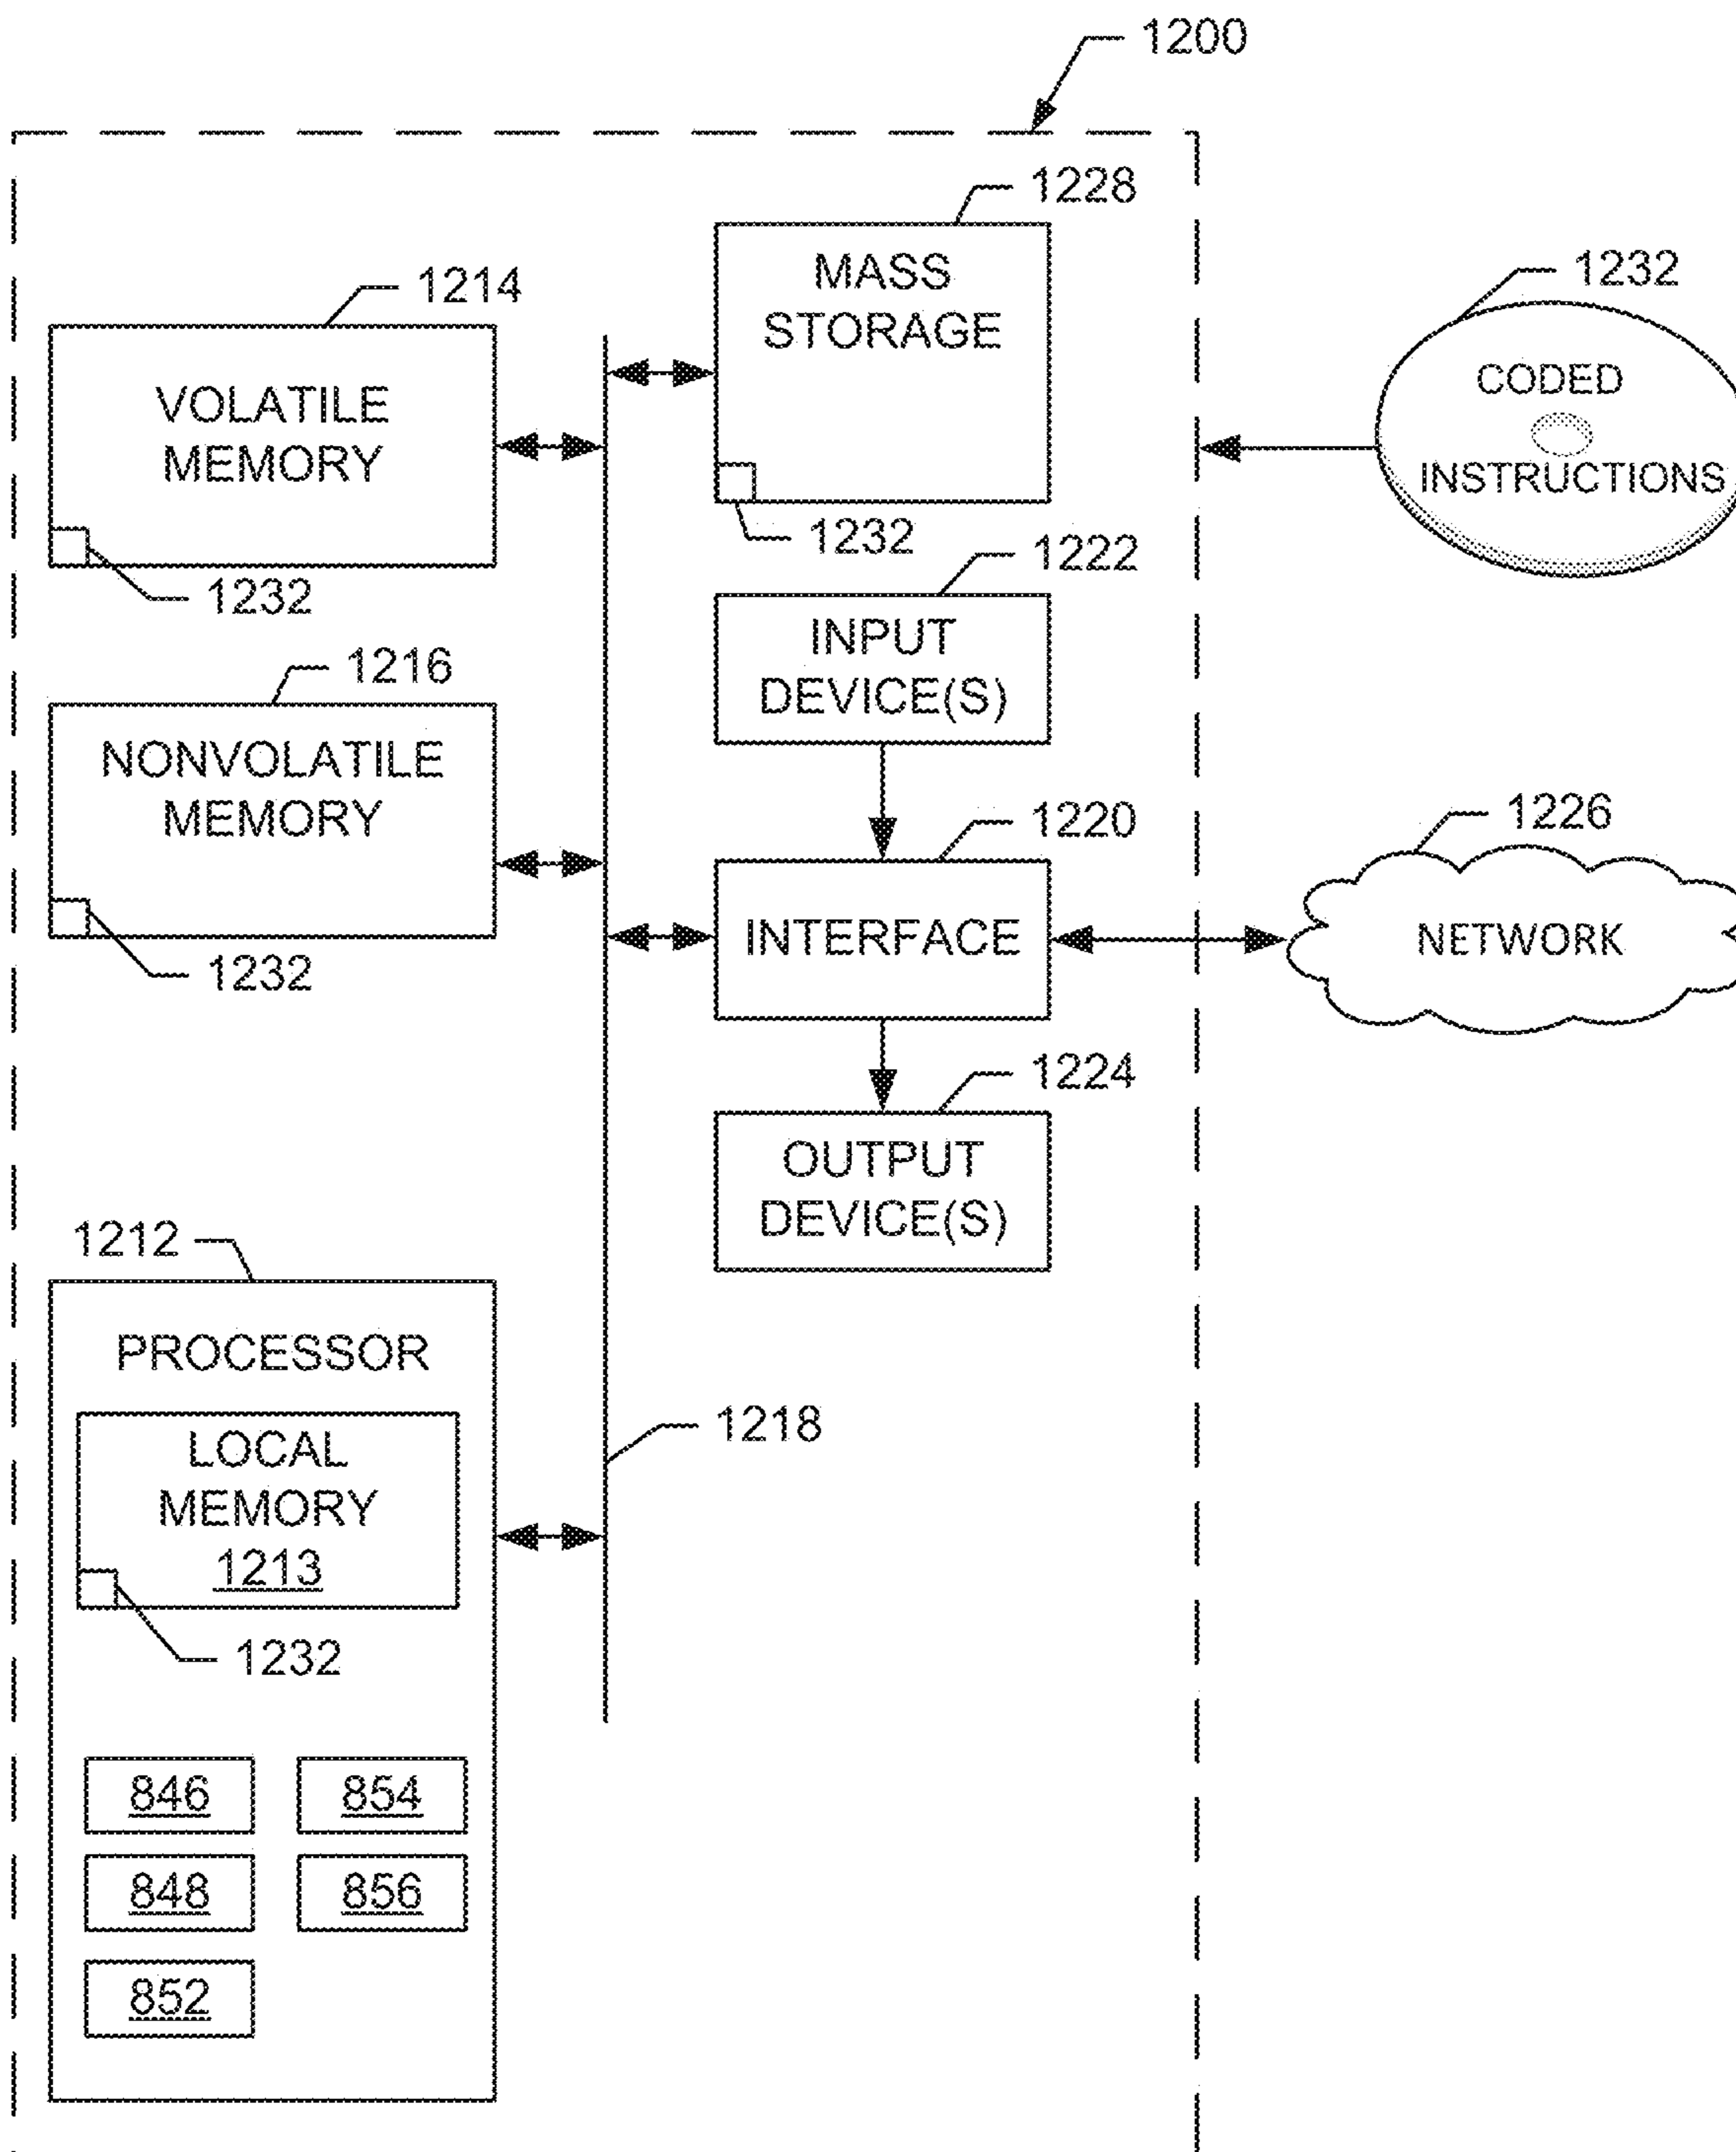 1200
1228
MASS
STORAGE
1232
1214
VOLATILE
MEMORY
1232
1232
CODED
INSTRUCTIONS
1222
INPUT
DEVICE(S)
1216
NONVOLATILE
MEMORY
1232
1220
INTERFACE
1226
NETWORK
1224
OUTPUT
DEVICE(S)
1212
PROCESSOR
LOCAL
MEMORY
1213
1232
1218
846
854
848
856
852